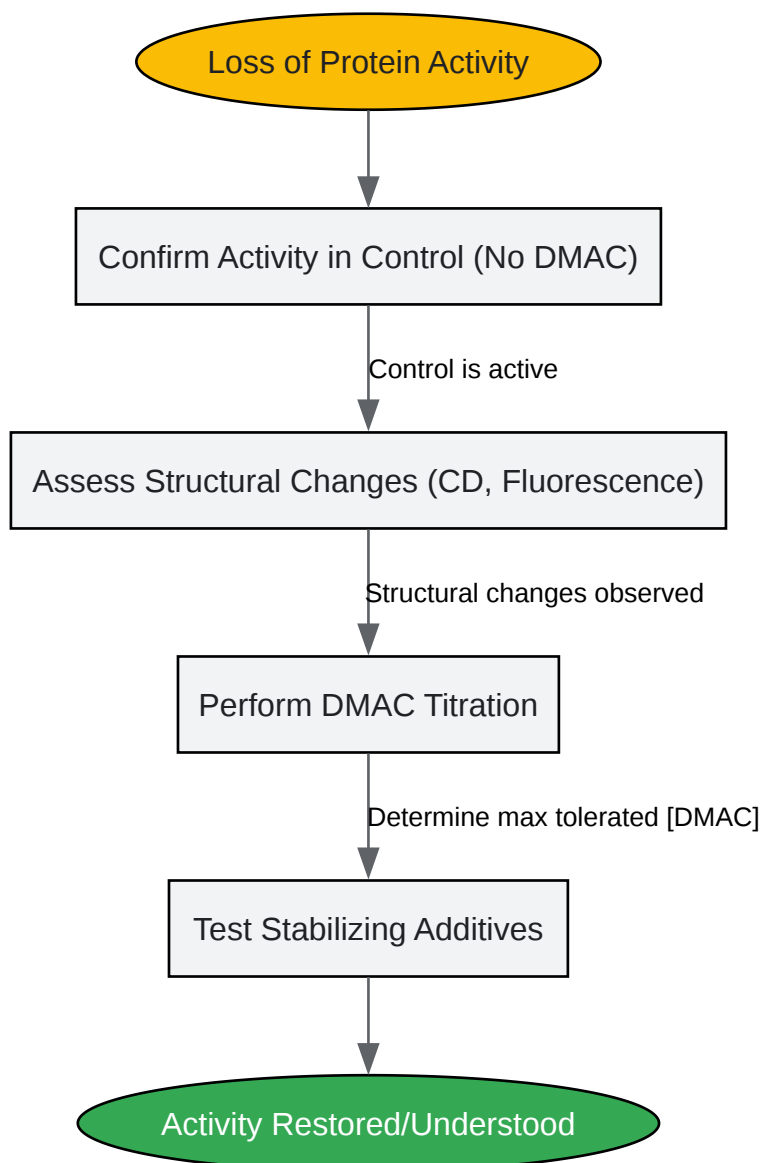 Loss of Protein Activity
Confirm Activity in Control (No DMAC)
Control is active
Assess Structural Changes (CD, Fluorescence)
Structural changes observed
Perform DMAC Titration
Determine max tolerated [DMAC]
Test Stabilizing Additives
Activity Restored/Understood